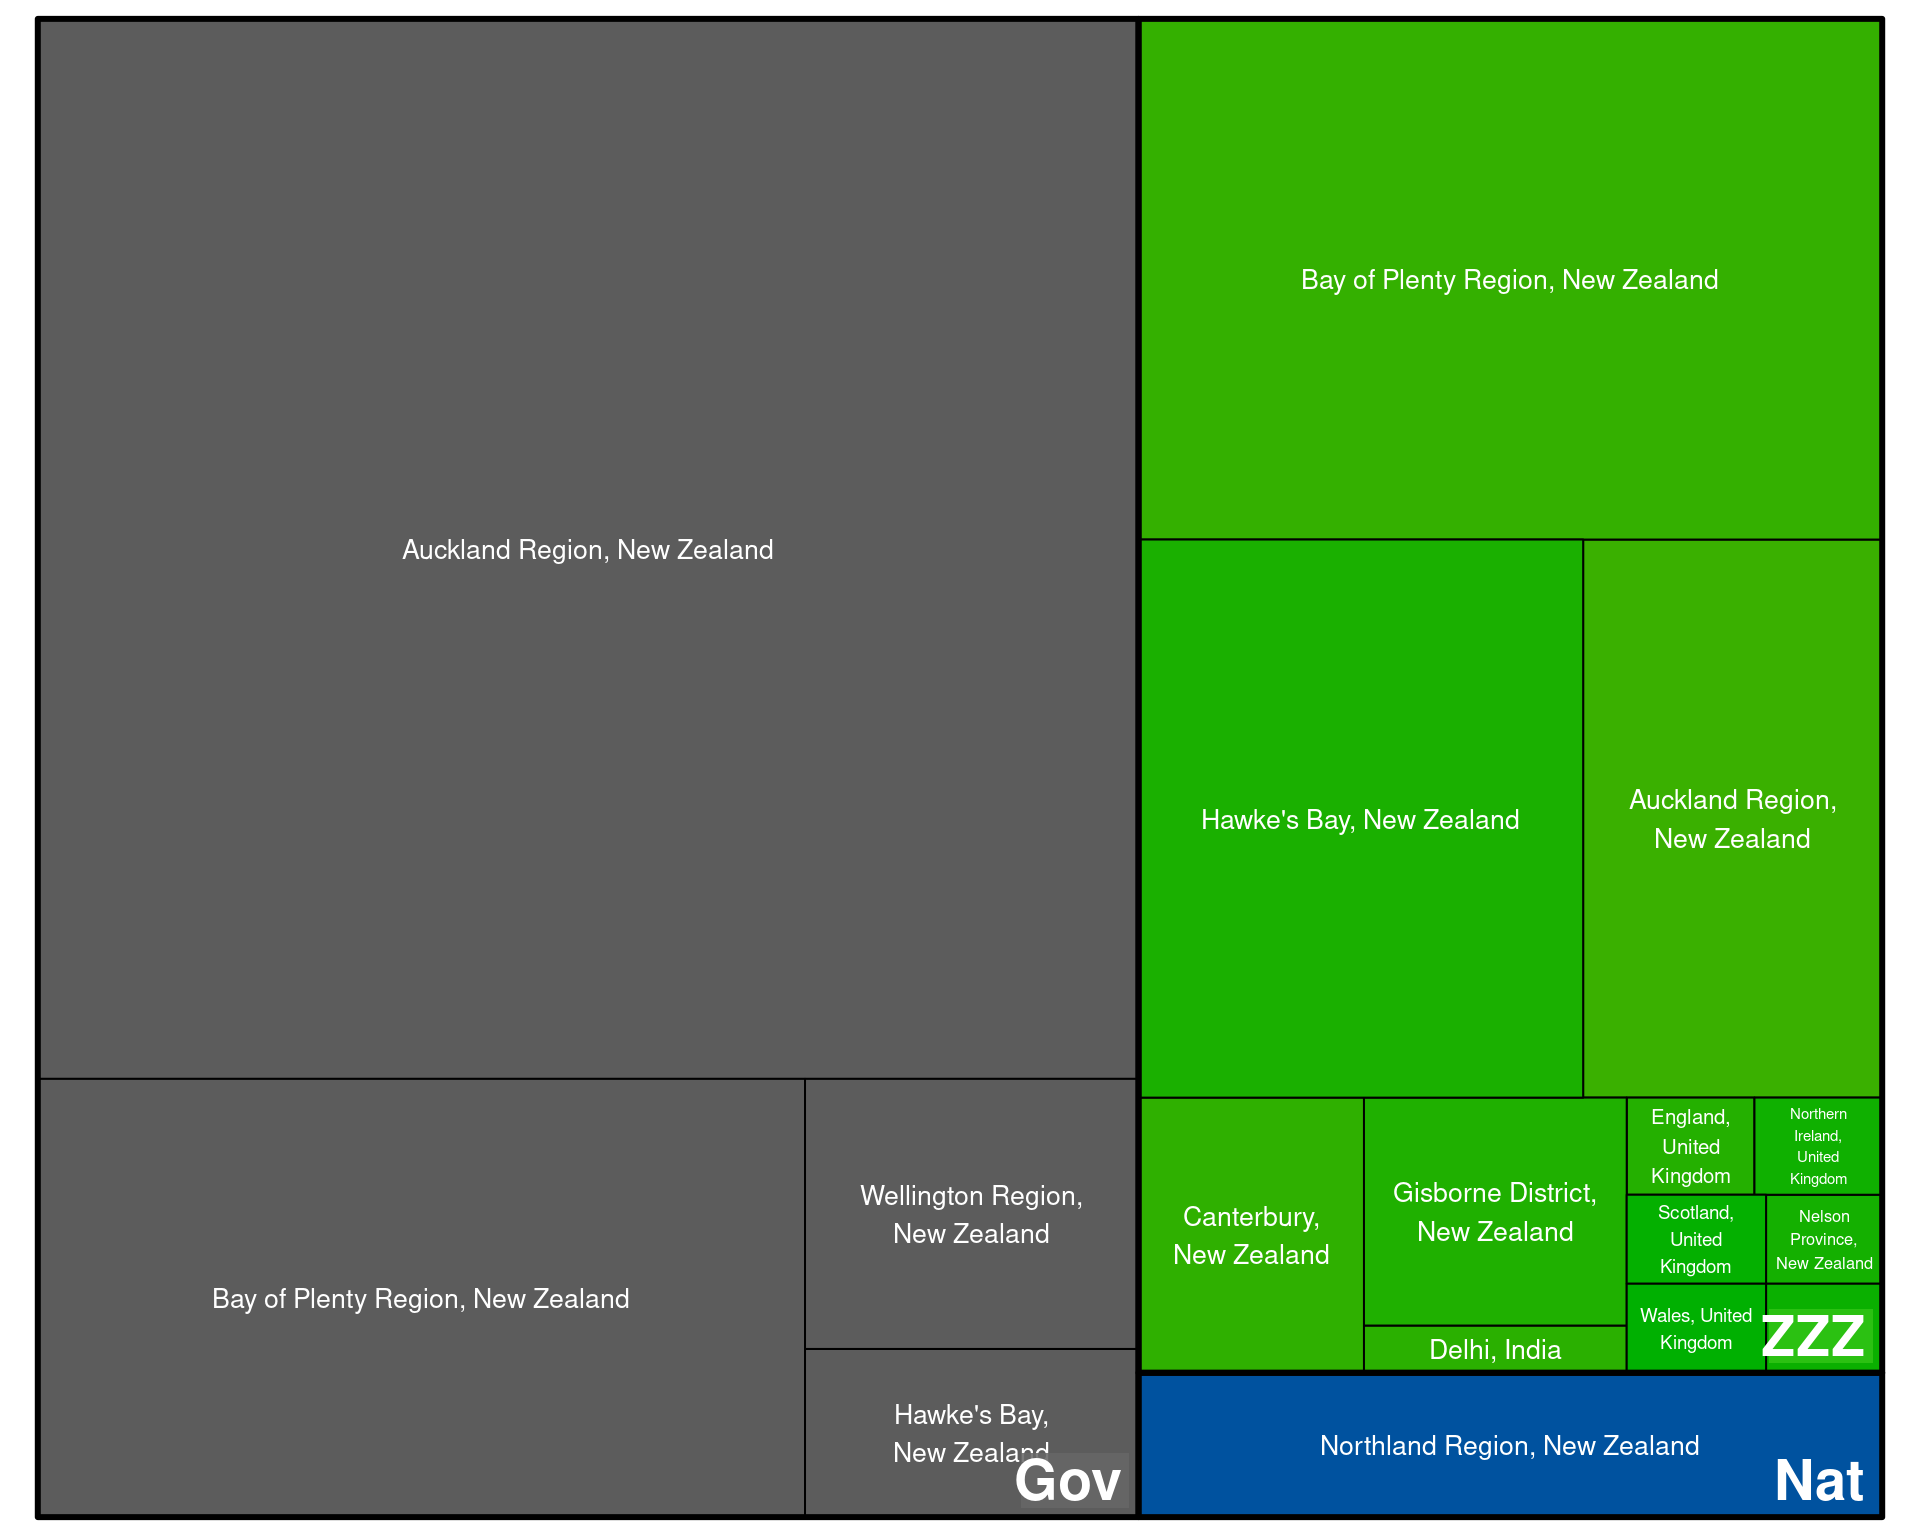 Auckland Region, New Zealand
Bay of Plenty Region, New Zealand
Wellington Region,
New Zealand
Hawke's Bay,
New Zealand
Gov
Bay of Plenty Region, New Zealand
Hawke's Bay, New Zealand
Auckland Region,
New Zealand
Canterbury,
New Zealand
Gisborne District,
New Zealand
Delhi, India
England,
United
Kingdom
Northern
Ireland,
United
Kingdom
Scotland,
United
Kingdom
Nelson
Province,
New Zealand
Wales, United
Kingdom
ZZZ
Northland Region, New Zealand
Nat